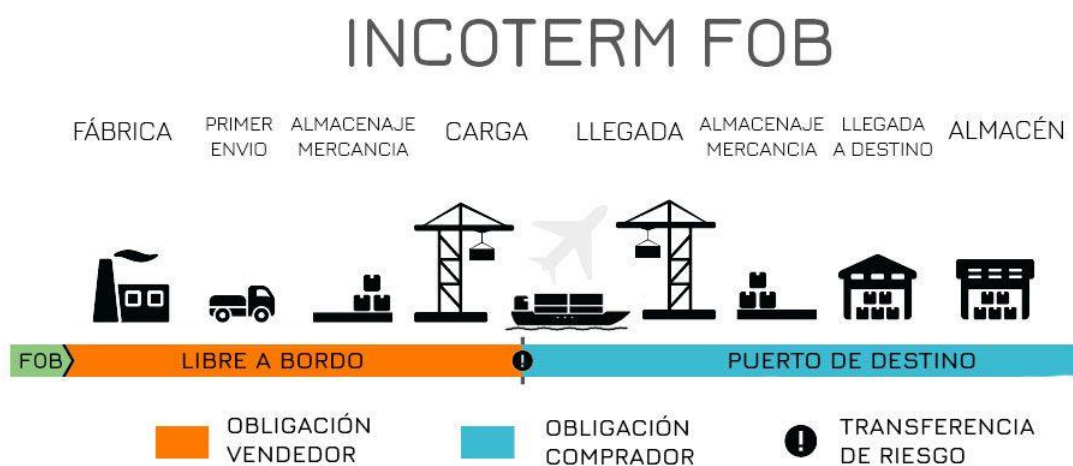 INCOTERM FOB
FÁBRICA
PRIMER
ENVIO
ALMACENAJE
MERCANCIA
CARGA
LLEGADA
ALMACENAJE
MERCANCIA
LLEGADA
A DESTINO
ALMACÉN
FOB
LIBRE A BORDO
PUERTO DE DESTINO
OBLIGACIÓN
VENDEDOR
OBLIGACIÓN
COMPRADOR
TRANSFERENCIA
DE RIESGO